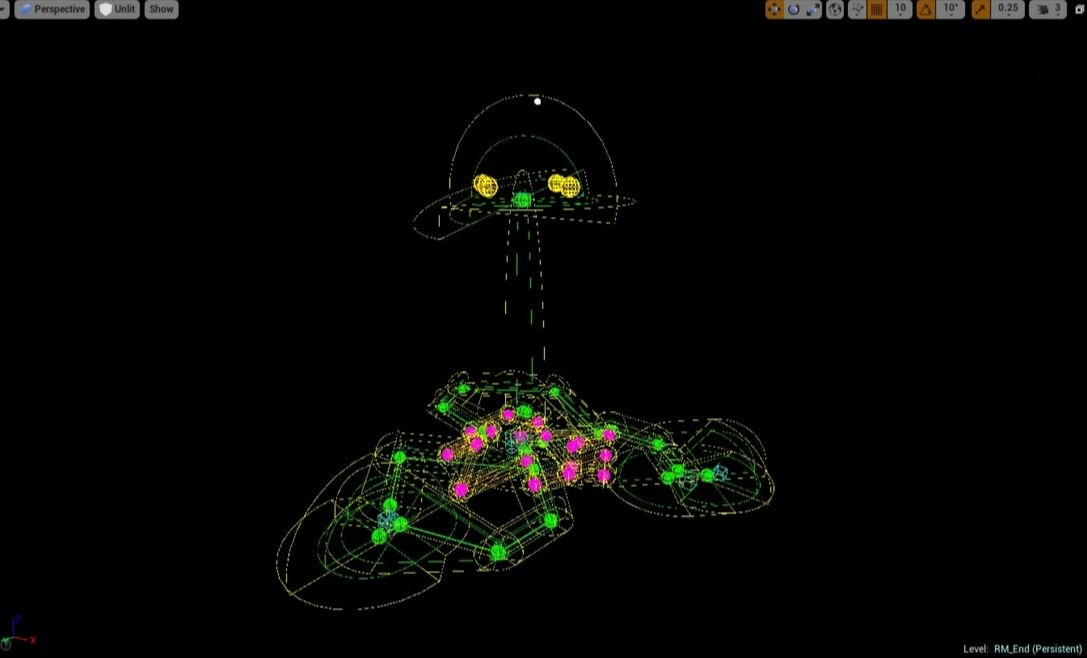 Perspective Unlit Show 10 10° 0.25 3
Level: RM_End (Persistent)